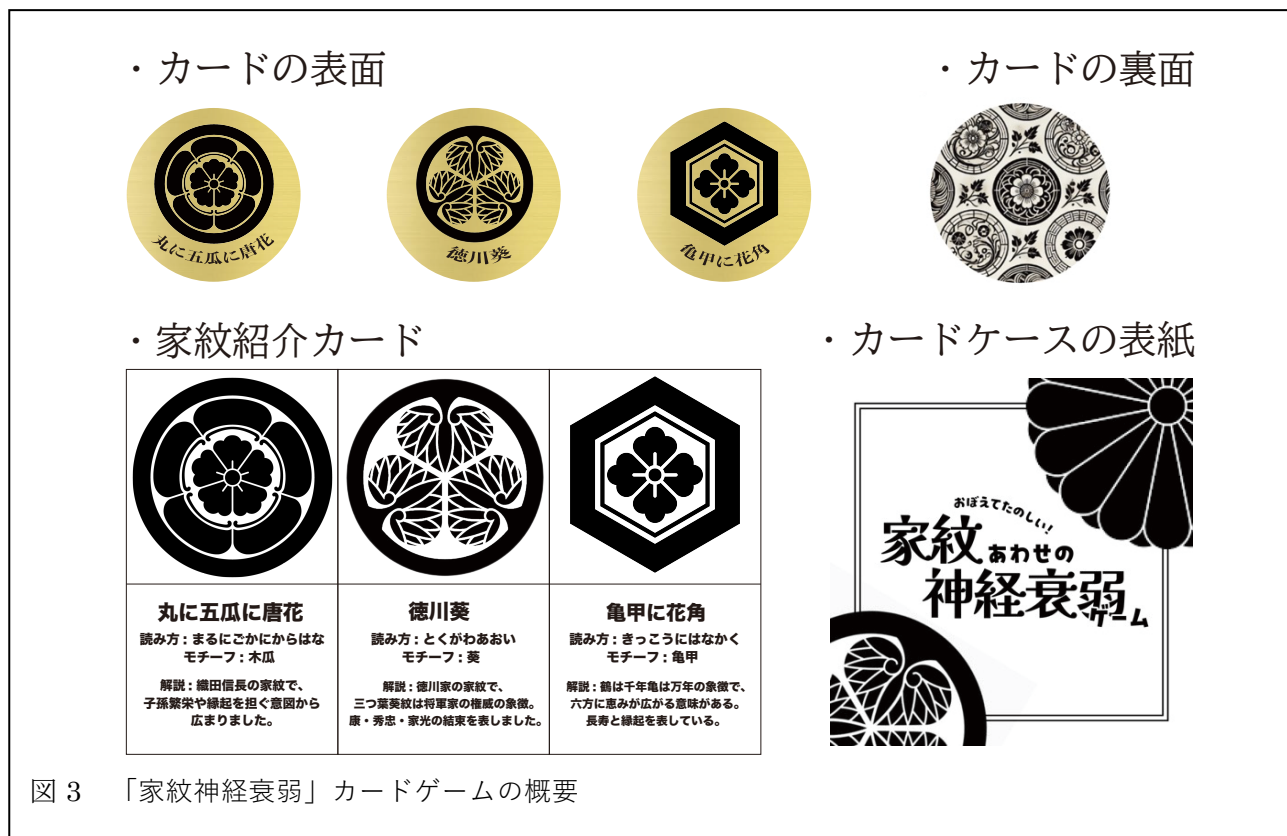 ・カードの表面
・カードの裏面
丸に五瓜に唐花
徳川葵
亀甲に花角
・家紋紹介カード
・カードケースの表紙
丸に五瓜に唐花
読み方：まるにごかにからはな
モチーフ：木瓜
解説：織田信長の家紋で、
子孫繁栄や縁起を担ぐ意図から
広まりました。
徳川葵
読み方：とくがわあおい
モチーフ：葵
解説：徳川家の家紋で、
三つ葉葵紋は将軍家の権威の象徴。
康・秀忠・家光の結束を表しました。
亀甲に花角
読み方：きっこうにはなかく
モチーフ：亀甲
解説：鶴は千年亀は万年の象徴で、
六方に恵みが広がる意味がある。
長寿と縁起を表している。
おぼえてたのしい！
家紋あわせの
神経衰弱ゲーム
図 3　「家紋神経衰弱」カードゲームの概要